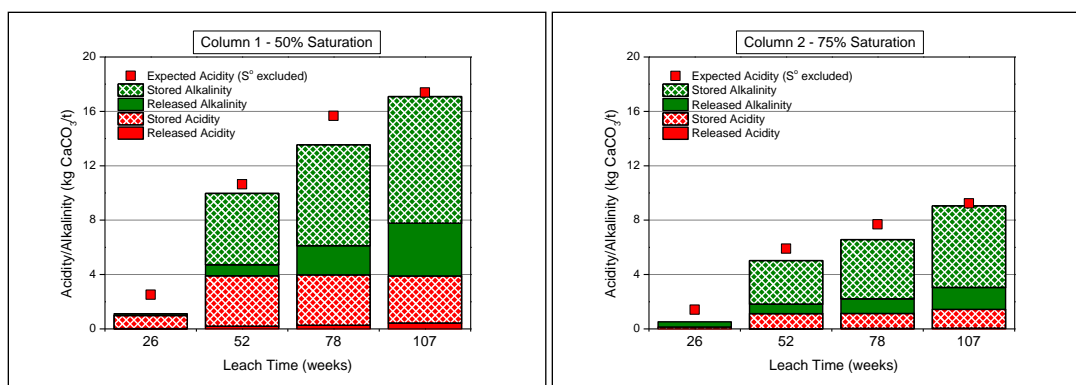 Column 1 - 50% Saturation
Expected Acidity (S° excluded)
Stored Alkalinity
Released Alkalinity
Stored Acidity
Released Acidity
Acidity/Alkalinity (kg CaCO3/t)
20
16
12
8
4
0
26 52 78 107
Leach Time (weeks)
Column 2 - 75% Saturation
Expected Acidity (S° excluded)
Stored Alkalinity
Released Alkalinity
Stored Acidity
Released Acidity
Acidity/Alkalinity (kg CaCO3/t)
20
16
12
8
4
0
26 52 78 107
Leach Time (weeks)